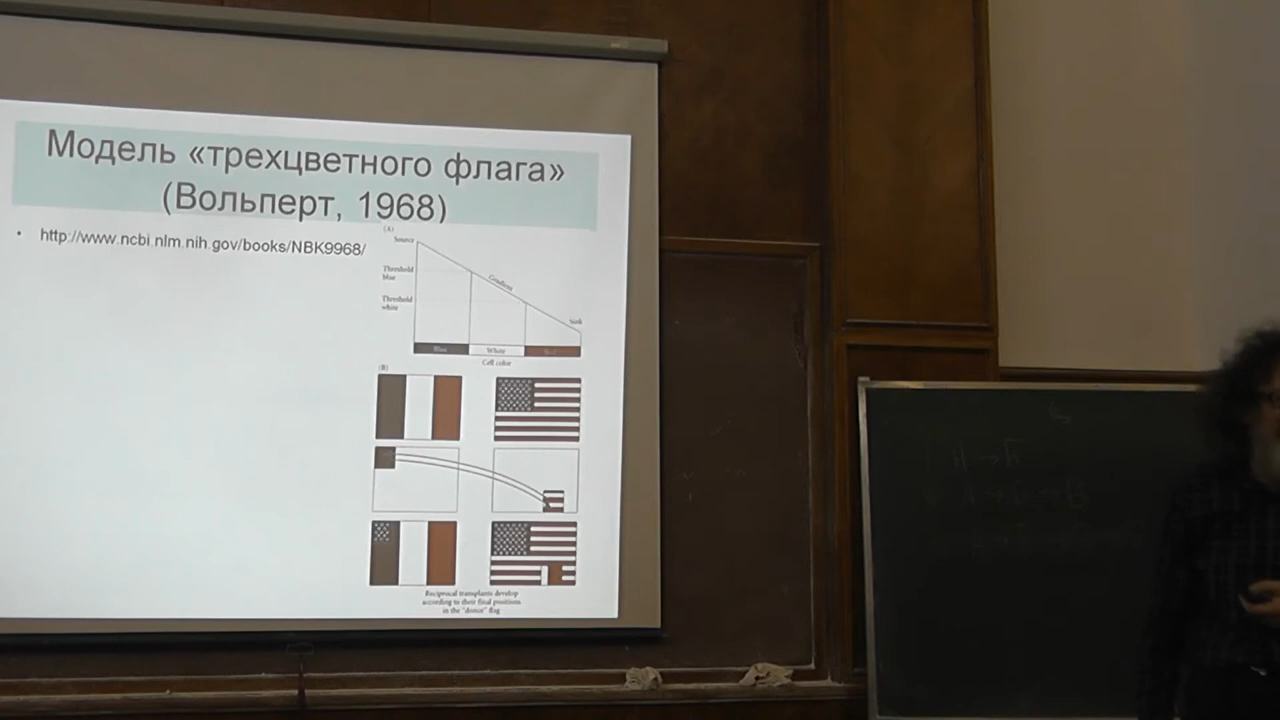 Модель «трехцветного флага»
(Вольперт, 1968)
• http://www.ncbi.nlm.nih.gov/books/NBK9968/
(A)
Source
Threshold
blue
Gradient
Threshold
white
Sink
Blue
White
Red
Cell color
(B)
Reciprocal transplants develop
according to their final positions
in the "donor" flag